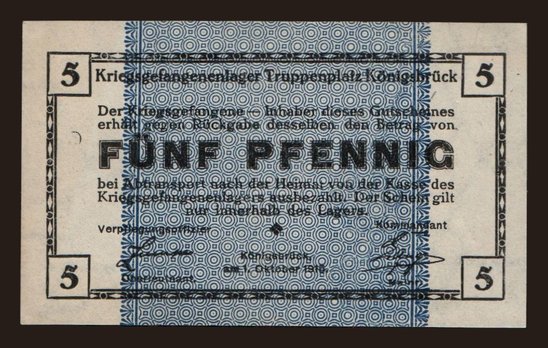 5 5
Kriegsgefangenenlager Truppenplatz Königsbrück
Der Kriegsgefangene — Inhaber dieses Gutscheines
erhält gegen Rückgabe desselben den Betrag von
FÜNF PFENNIG
bei Abtransport nach der Heimat von der Kasse des
Kriegsgefangenenlagers ausbezahlt. Der Schein gilt
nur innerhalb des Lagers.
Verpflegungsoffizier Kommandant
Königsbrück,
am 1. Oktober 1916.
5 5